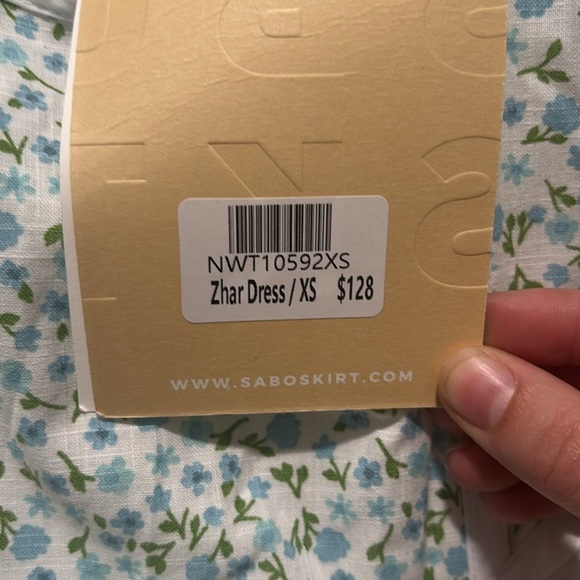 NWT10592XS
Zhar Dress / XS $128
WWW.SABOSKIRT.COM